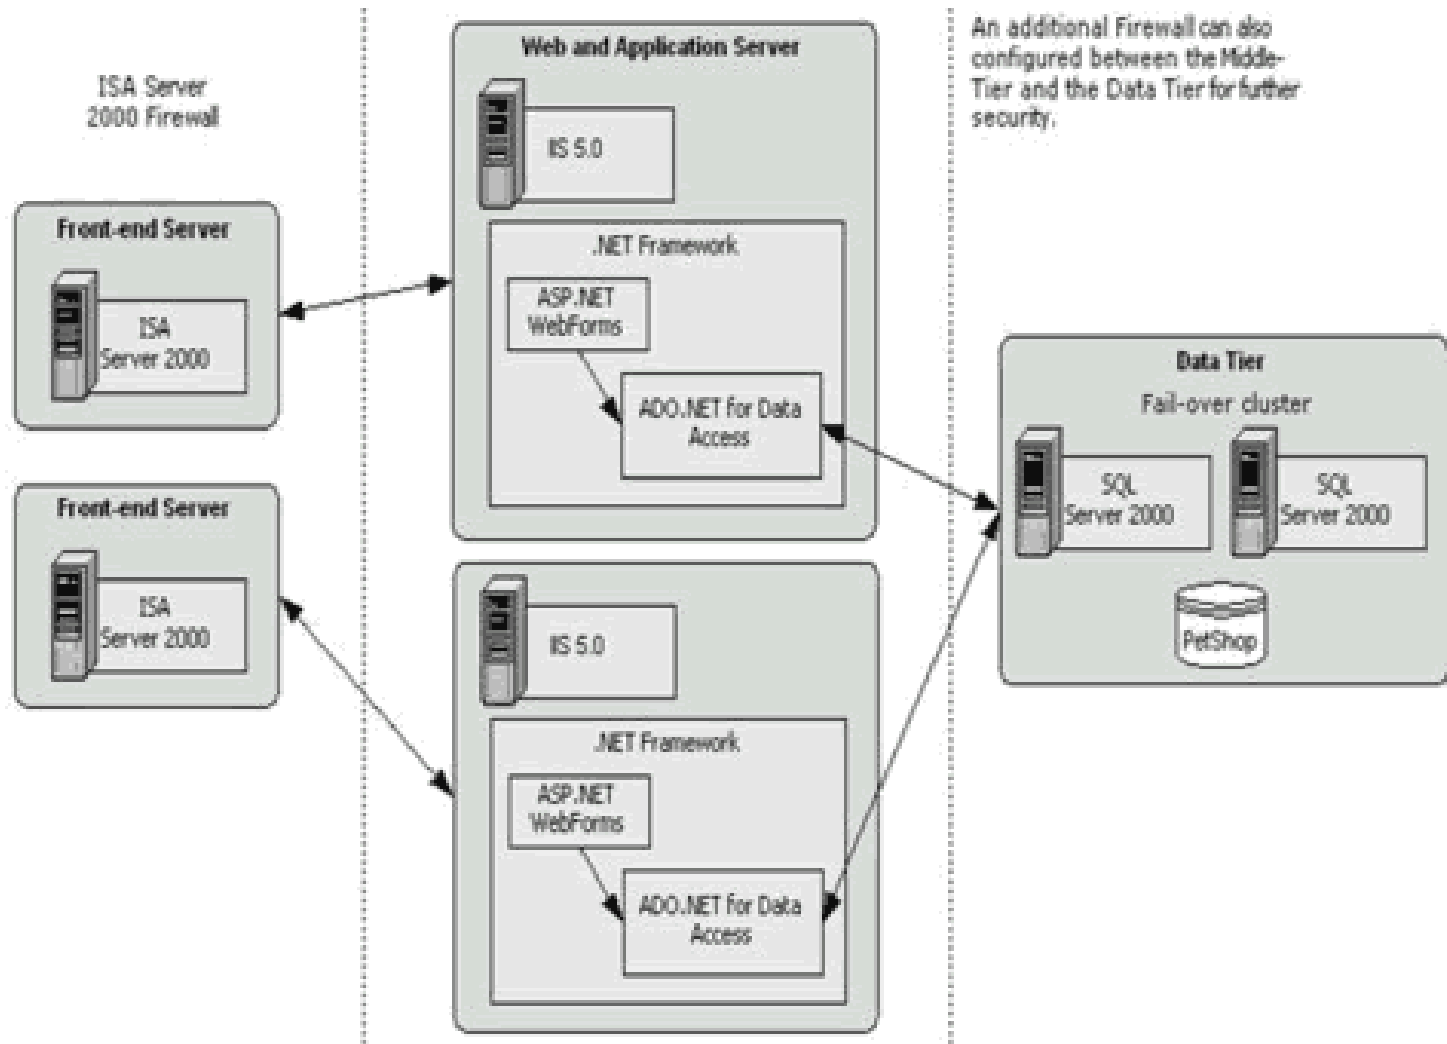 ISA Server
2000 Firewall
Front-end Server
ISA
Server 2000
Front-end Server
ISA
Server 2000
Web and Application Server
IIS 5.0
.NET Framework
ASP.NET
WebForms
ADO.NET for Data
Access
IIS 5.0
.NET Framework
ASP.NET
WebForms
ADO.NET for Data
Access
An additional Firewall can also
configured between the Middle-
Tier and the Data Tier for further
security.
Data Tier
Fail-over cluster
SQL
Server 2000
SQL
Server 2000
PetShop